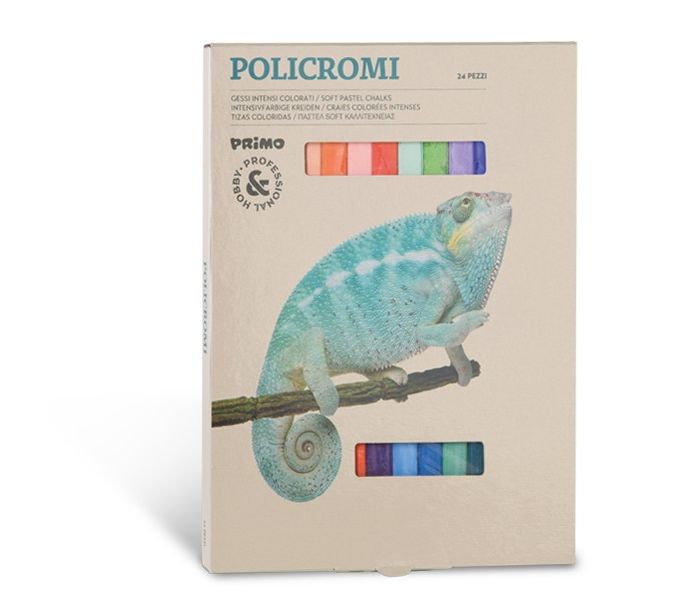 POLICROMI
24 PEZZI
GESSI INTENSI COLORATI / SOFT PASTEL CHALKS
INTENSIVFARBIGE KREIDEN / CRAIES COLORÉES INTENSES
TIZAS COLORIDAS / ΠΑΣΤΕΛ SOFT ΚΑΛΛΙΤΕΧΝΕΙΑΣ
PRiMO
PROFESSIONAL HOBBY
&
POLICROMI